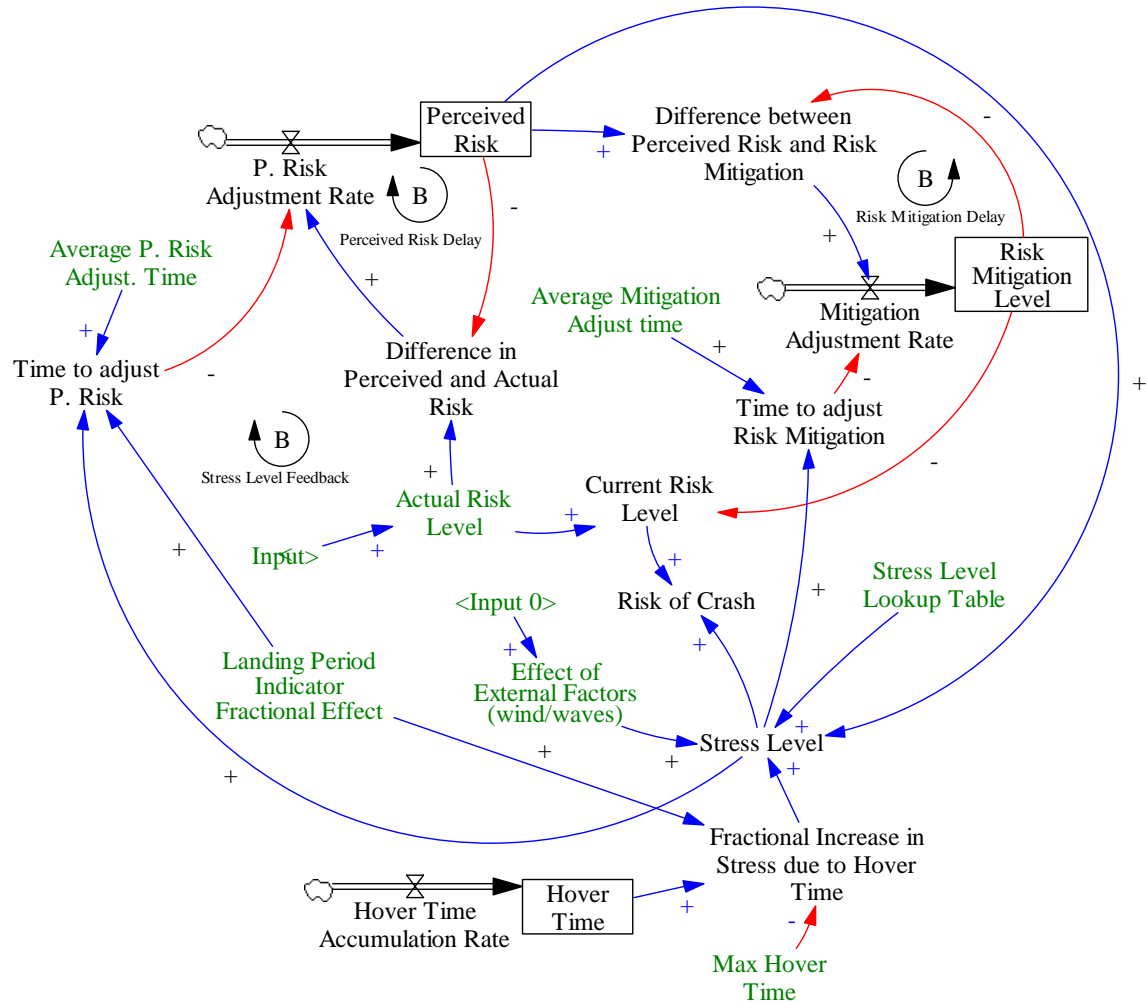 Perceived
Risk
Difference between
Perceived Risk and Risk
Mitigation
-
+
P. Risk
Adjustment Rate
B
Perceived Risk Delay
-
B
Risk Mitigation Delay
+
Average P. Risk
Adjust. Time
+
Risk
Mitigation
Level
Average Mitigation
Adjust time
Mitigation
Adjustment Rate
+
+
Time to adjust
P. Risk
-
Difference in
Perceived and Actual
Risk
+
-
+
Time to adjust
Risk Mitigation
B
Stress Level Feedback
+
-
Actual Risk
Level
Current Risk
Level
+
<Input>
+
+
+
Risk of Crash
+
Stress Level
Lookup Table
<Input 0>
+
+
Landing Period
Indicator
Fractional Effect
Effect of
External Factors
(wind/waves)
+
Stress Level
+
+
+
+
Fractional Increase in
Stress due to Hover
Time
Hover Time
Accumulation Rate
Hover
Time
+
-
Max Hover
Time